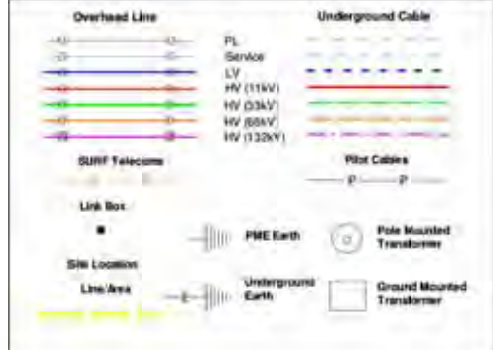 Overhead Line
Underground Cable
PL
Service
LV
HV (11kV)
HV (33kV)
HV (66kV)
HV (132kV)
SURF Telecoms
Pilot Cables
P P
Link Box
PME Earth
Pole Mounted
Transformer
Site Location
Line/Area
Underground
Earth
Ground Mounted
Transformer